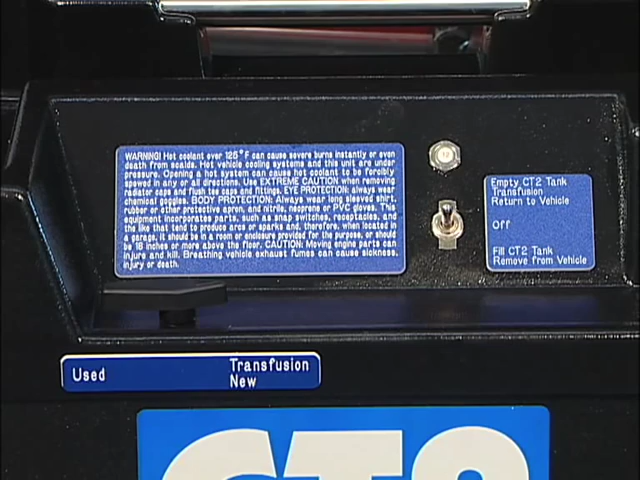 WARNING! Hot coolant over 125° F can cause severe burns instantly or even
death from scalds. Hot vehicle cooling systems and this unit are under
pressure. Opening a hot system can cause hot coolant to be forcibly
spewed in any or all directions. Use EXTREME CAUTION when removing
radiator caps and flush tee caps and fittings. EYE PROTECTION: always wear
chemical goggles. BODY PROTECTION: Always wear long sleeved shirt,
rubber or other protective apron, and nitrile, neoprene or PVC gloves. This
equipment incorporates parts, such as snap switches, receptacles, and
the like that tend to produce arcs or sparks and, therefore, when located in
a garage, it should be in a room or enclosure provided for the purpose, or should
be 18 inches or more above the floor. CAUTION: Moving engine parts can
injure and kill. Breathing vehicle exhaust fumes can cause sickness,
injury or death.
Empty CT2 Tank
Transfusion
Return to Vehicle
Off
Fill CT2 Tank
Remove from Vehicle
Used Transfusion
New
CT2